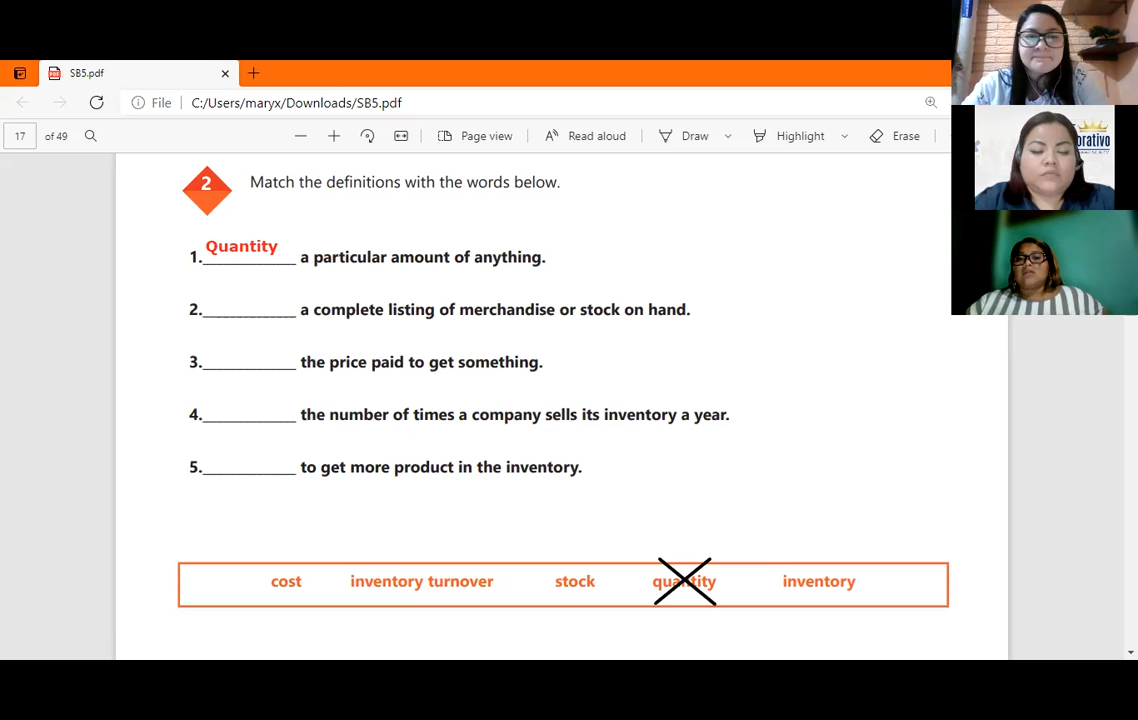 SB5.pdf
File C:/Users/maryx/Downloads/SB5.pdf
17 of 49 Page view Read aloud Draw Highlight Erase
orativo
2 Match the definitions with the words below.
Quantity
1.____________ a particular amount of anything.
2.____________ a complete listing of merchandise or stock on hand.
3.____________ the price paid to get something.
4.____________ the number of times a company sells its inventory a year.
5.____________ to get more product in the inventory.
cost inventory turnover stock quantity inventory